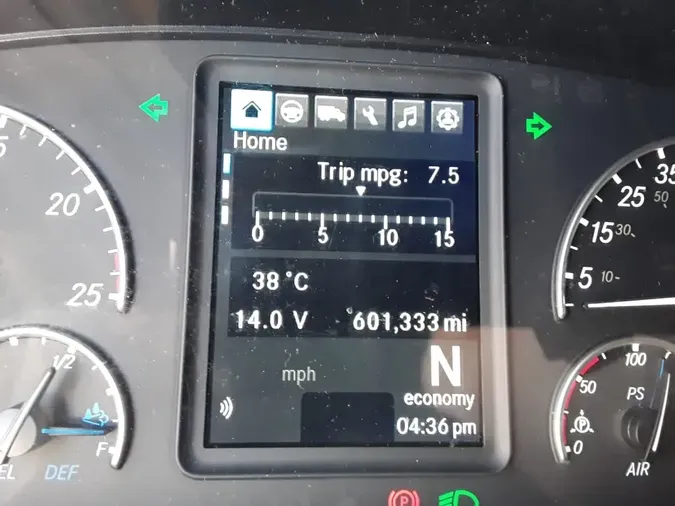 Home
Trip mpg: 7.5
0 5 10 15
38 °C
14.0 V 601,333 mi
mph
N
economy
04:36 pm
20
25
1/2
F
DEF
5 10
15 30
25 50
35
0
50
100
PS
AIR
P
P